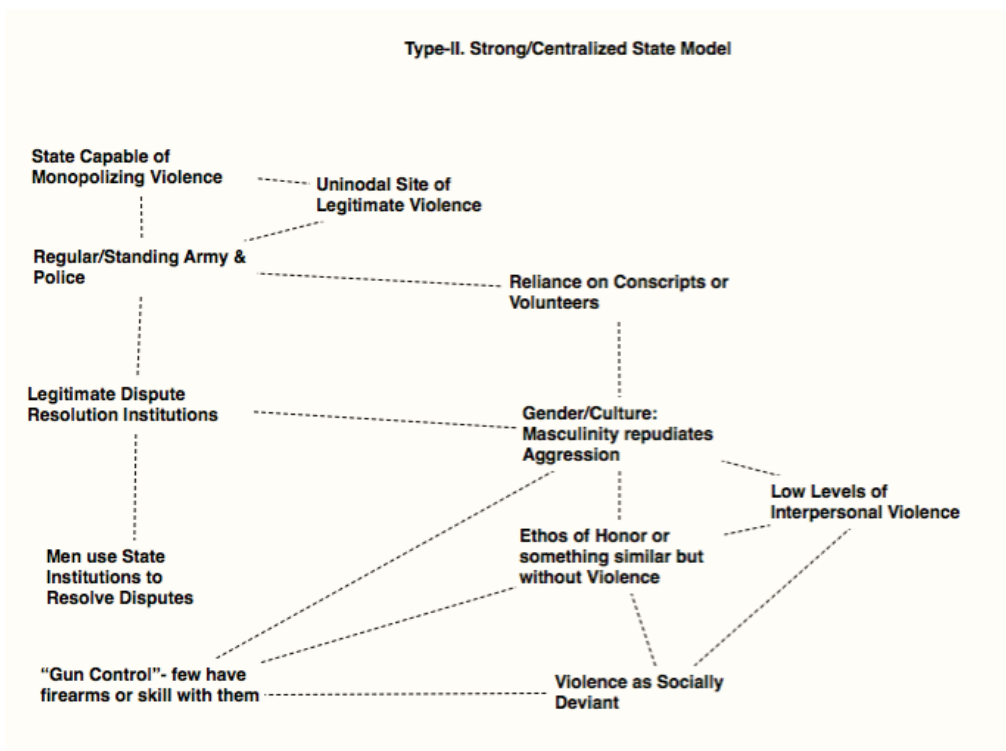 Type-II. Strong/Centralized State Model
State Capable of
Monopolizing Violence
Uninodal Site of
Legitimate Violence
Regular/Standing Army &
Police
Reliance on Conscripts or
Volunteers
Legitimate Dispute
Resolution Institutions
Gender/Culture:
Masculinity repudiates
Aggression
Low Levels of
Interpersonal Violence
Ethos of Honor or
something similar but
without Violence
Men use State
Institutions to
Resolve Disputes
“Gun Control”- few have
firearms or skill with them
Violence as Socially
Deviant